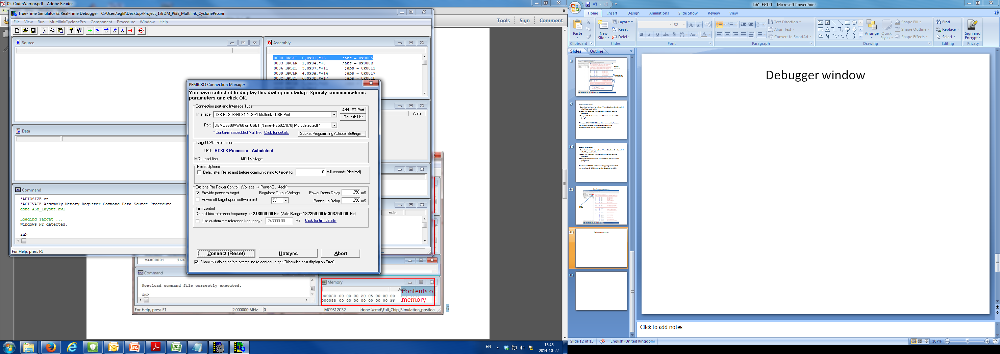 05-CodeWarrior.pdf - Adobe Reader
File
Tools
Sign
Comment
True-Time Simulator & Real-Time Debugger C:\Users\eglil\Desktop\Project_1\BDM_P&E_Multilink_CyclonePro.ini
File View Run MultilinkCyclonePro Component Procedure Window Help
Source
Assembly
0000 BRSET 0,0x01,*+5 ;abs = 0x0005
0003 BRCLR 1,0x04,*+8 ;abs = 0x000B
0006 BRSET 3,0x07,*+11 ;abs = 0x0011
0009 BRCLR 4,0x0A,*+14 ;abs = 0x0017
000C BRSET 6,0x0D,*+17 ;abs = 0x001D
Auto
Data
Command
!AUTOSIZE on
!ACTIVATE Assembly Memory Register Command Data Source Procedure
done ASM_layout.hwl
Loading Target ...
Windows NT detected.
in>
Auto
For Help, press F1
PEMICRO Connection Manager
You have selected to display this dialog on startup. Specify communications
parameters and click OK.
Connection port and Interface Type
Interface: USB HCS08/HCS12/CFV1 Multilink - USB Port
Add LPT Port
Refresh List
Port: DEMO9S08AW60 on USB1 (Name=PE5027870) (Autodetected) *
* Contains Embedded Multilink. Click for details.
Socket Programming Adapter Settings ...
Target CPU Information
CPU: HCS08 Processor - Autodetect
MCU reset line: MCU Voltage:
Reset Options
Delay after Reset and before communicating to target for 0 milliseconds (decimal).
Cyclone Pro Power Control (Voltage --> Power-Out Jack)
Provide power to target Regulator Output Voltage Power Down Delay 250 mS
Power off target upon software exit 5V Power Up Delay 250 mS
Trim Control
Default trim reference frequency is : 243000.00 Hz. (Valid Range: 182250.00 to 303750.00 Hz)
Use custom trim reference frequency : 243000.00 Hz Click for trim details.
Connect (Reset) Hotsync Abort
Show this dialog before attempting to contact target (Otherwise only display on Error)
VAR00001 1638
Command
Postload command file correctly executed.
in>
Memory
Auto
Contents of
memory
000080 00 00 00 20 05 00 00 00
000088 00 00 00 00 00 00 00 FF
For Help, press F1 2.000000 MHz 0 MC9S12C32 done .\cmd\Full_Chip_Simulation_postloa
6
EN
15:45
2014-10-22
lab1-EG151 - Microsoft PowerPoint
Home Insert Design Animations Slide Show Review View
Paste
Clipboard
New
Slide
Layout
Reset
Delete
Slides
32
B I U abe S AV Aa A
Font
Text Direction
Align Text
Convert to SmartArt
Paragraph
Arrange
Quick
Styles
Shape Fill
Shape Outline
Shape Effects
Drawing
Find
Replace
Select
Editing
Sign and
Encrypt
Privacy
Slides Outline
8
9
10
11
12
Debugger window
13
Debugger window
Click to add notes
Slide 12 of 13
English (United Kingdom)
107%